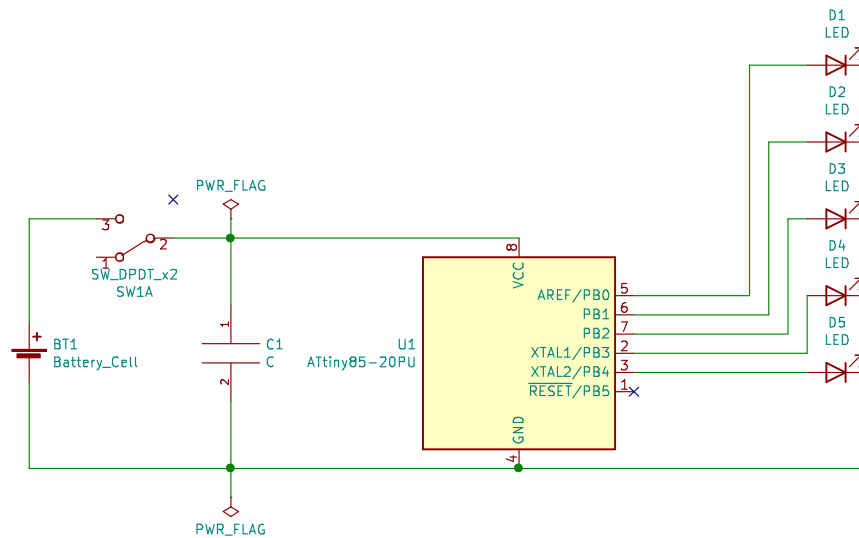 D1
LED
D2
LED
D3
LED
PWR_FLAG
3
2
1
SW_DPDT_x2
SW1A
8
VCC
D4
LED
AREF/PB0 5
PB1 6
PB2 7
XTAL1/PB3 2
XTAL2/PB4 3
RESET/PB5 1
D5
LED
+
BT1
Battery_Cell
1
C1
C
2
U1
ATtiny85-20PU
GND
4
PWR_FLAG